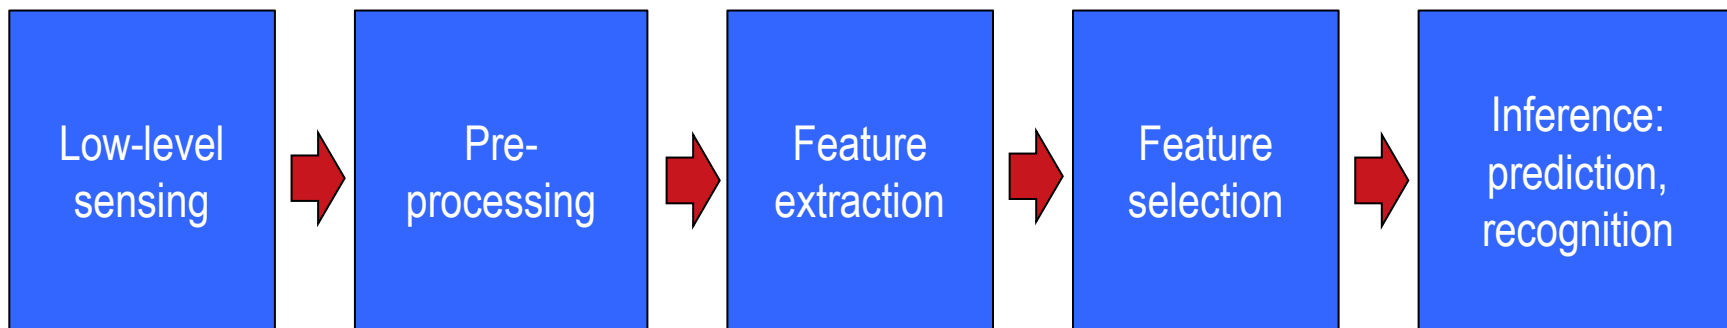 Low-level
sensing
Pre-
processing
Feature
extraction
Feature
selection
Inference:
prediction,
recognition